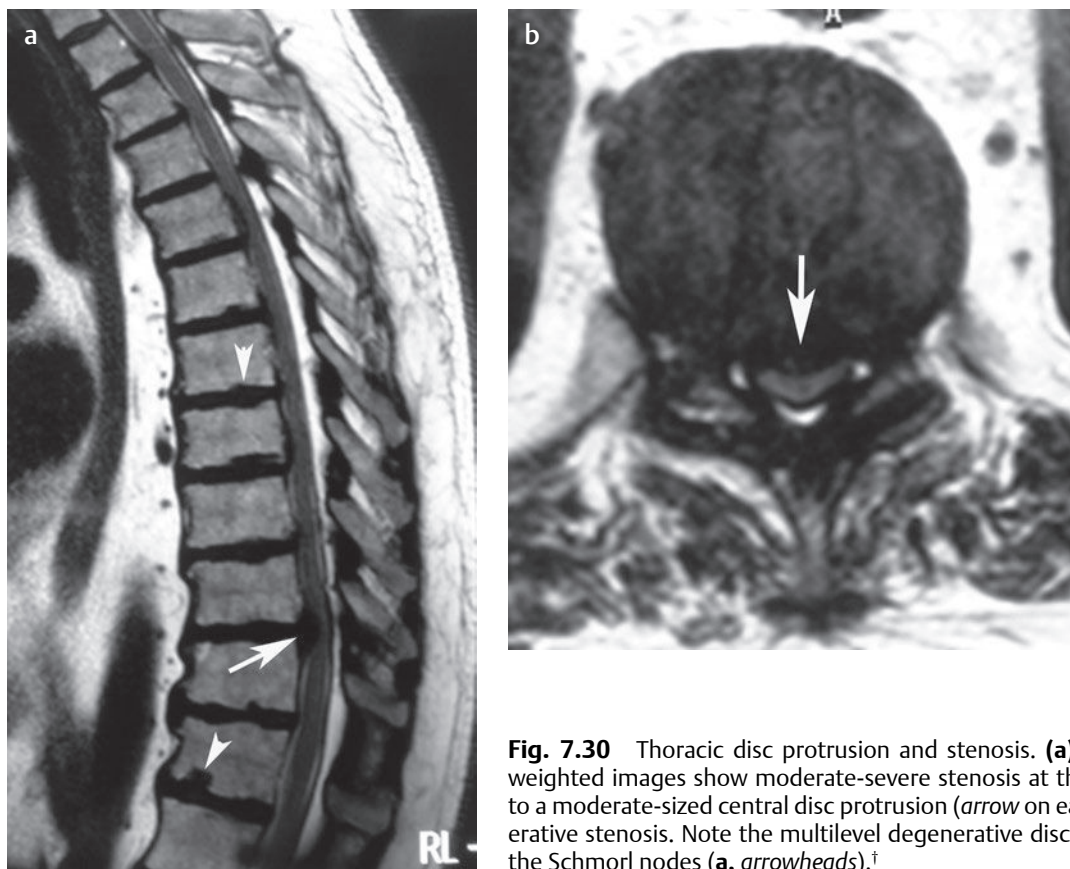 a
b
A
RL -
Fig. 7.30 Thoracic disc protrusion and stenosis. (a)
weighted images show moderate-severe stenosis at th
to a moderate-sized central disc protrusion (arrow on ea
erative stenosis. Note the multilevel degenerative disc
the Schmorl nodes (a, arrowheads).†